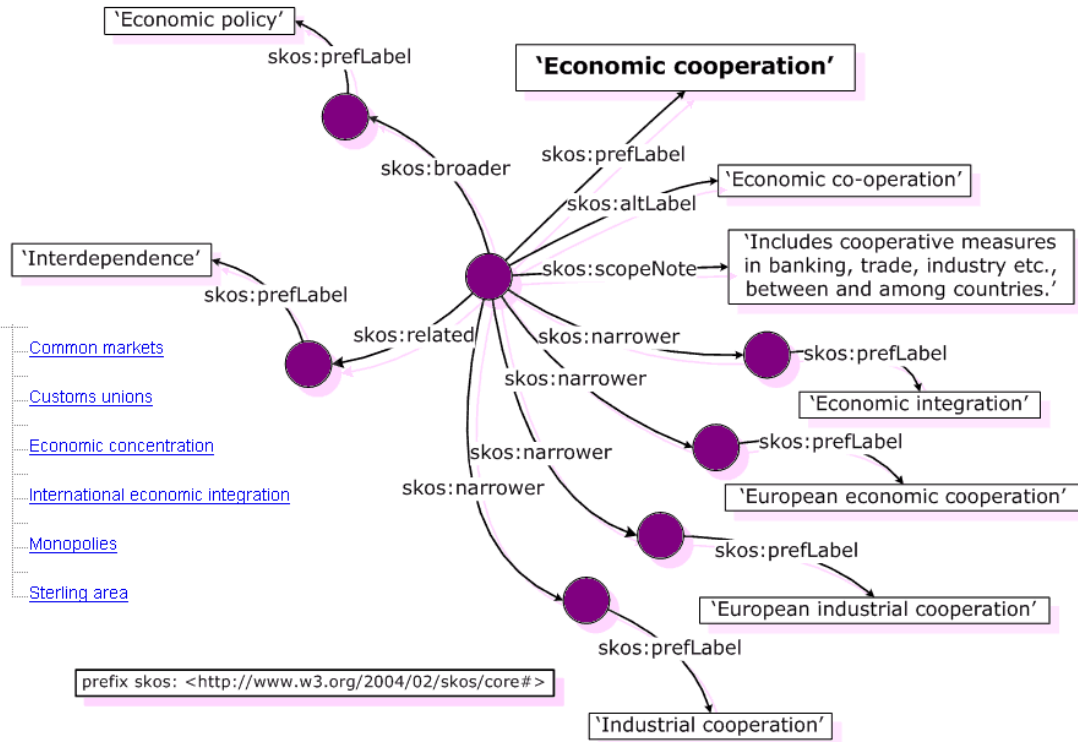 ‘Economic policy’
skos:prefLabel
‘Economic cooperation’
skos:prefLabel
skos:broader
‘Economic co-operation’
skos:altLabel
‘Interdependence’
‘Includes cooperative measures
in banking, trade, industry etc.,
between and among countries.’
skos:scopeNote
skos:prefLabel
skos:related
skos:narrower
skos:prefLabel
Common markets
skos:narrower
Customs unions
‘Economic integration’
Economic concentration
skos:narrower
skos:prefLabel
skos:narrower
International economic integration
‘European economic cooperation’
Monopolies
skos:prefLabel
Sterling area
‘European industrial cooperation’
skos:prefLabel
prefix skos: <http://www.w3.org/2004/02/skos/core#>
‘Industrial cooperation’